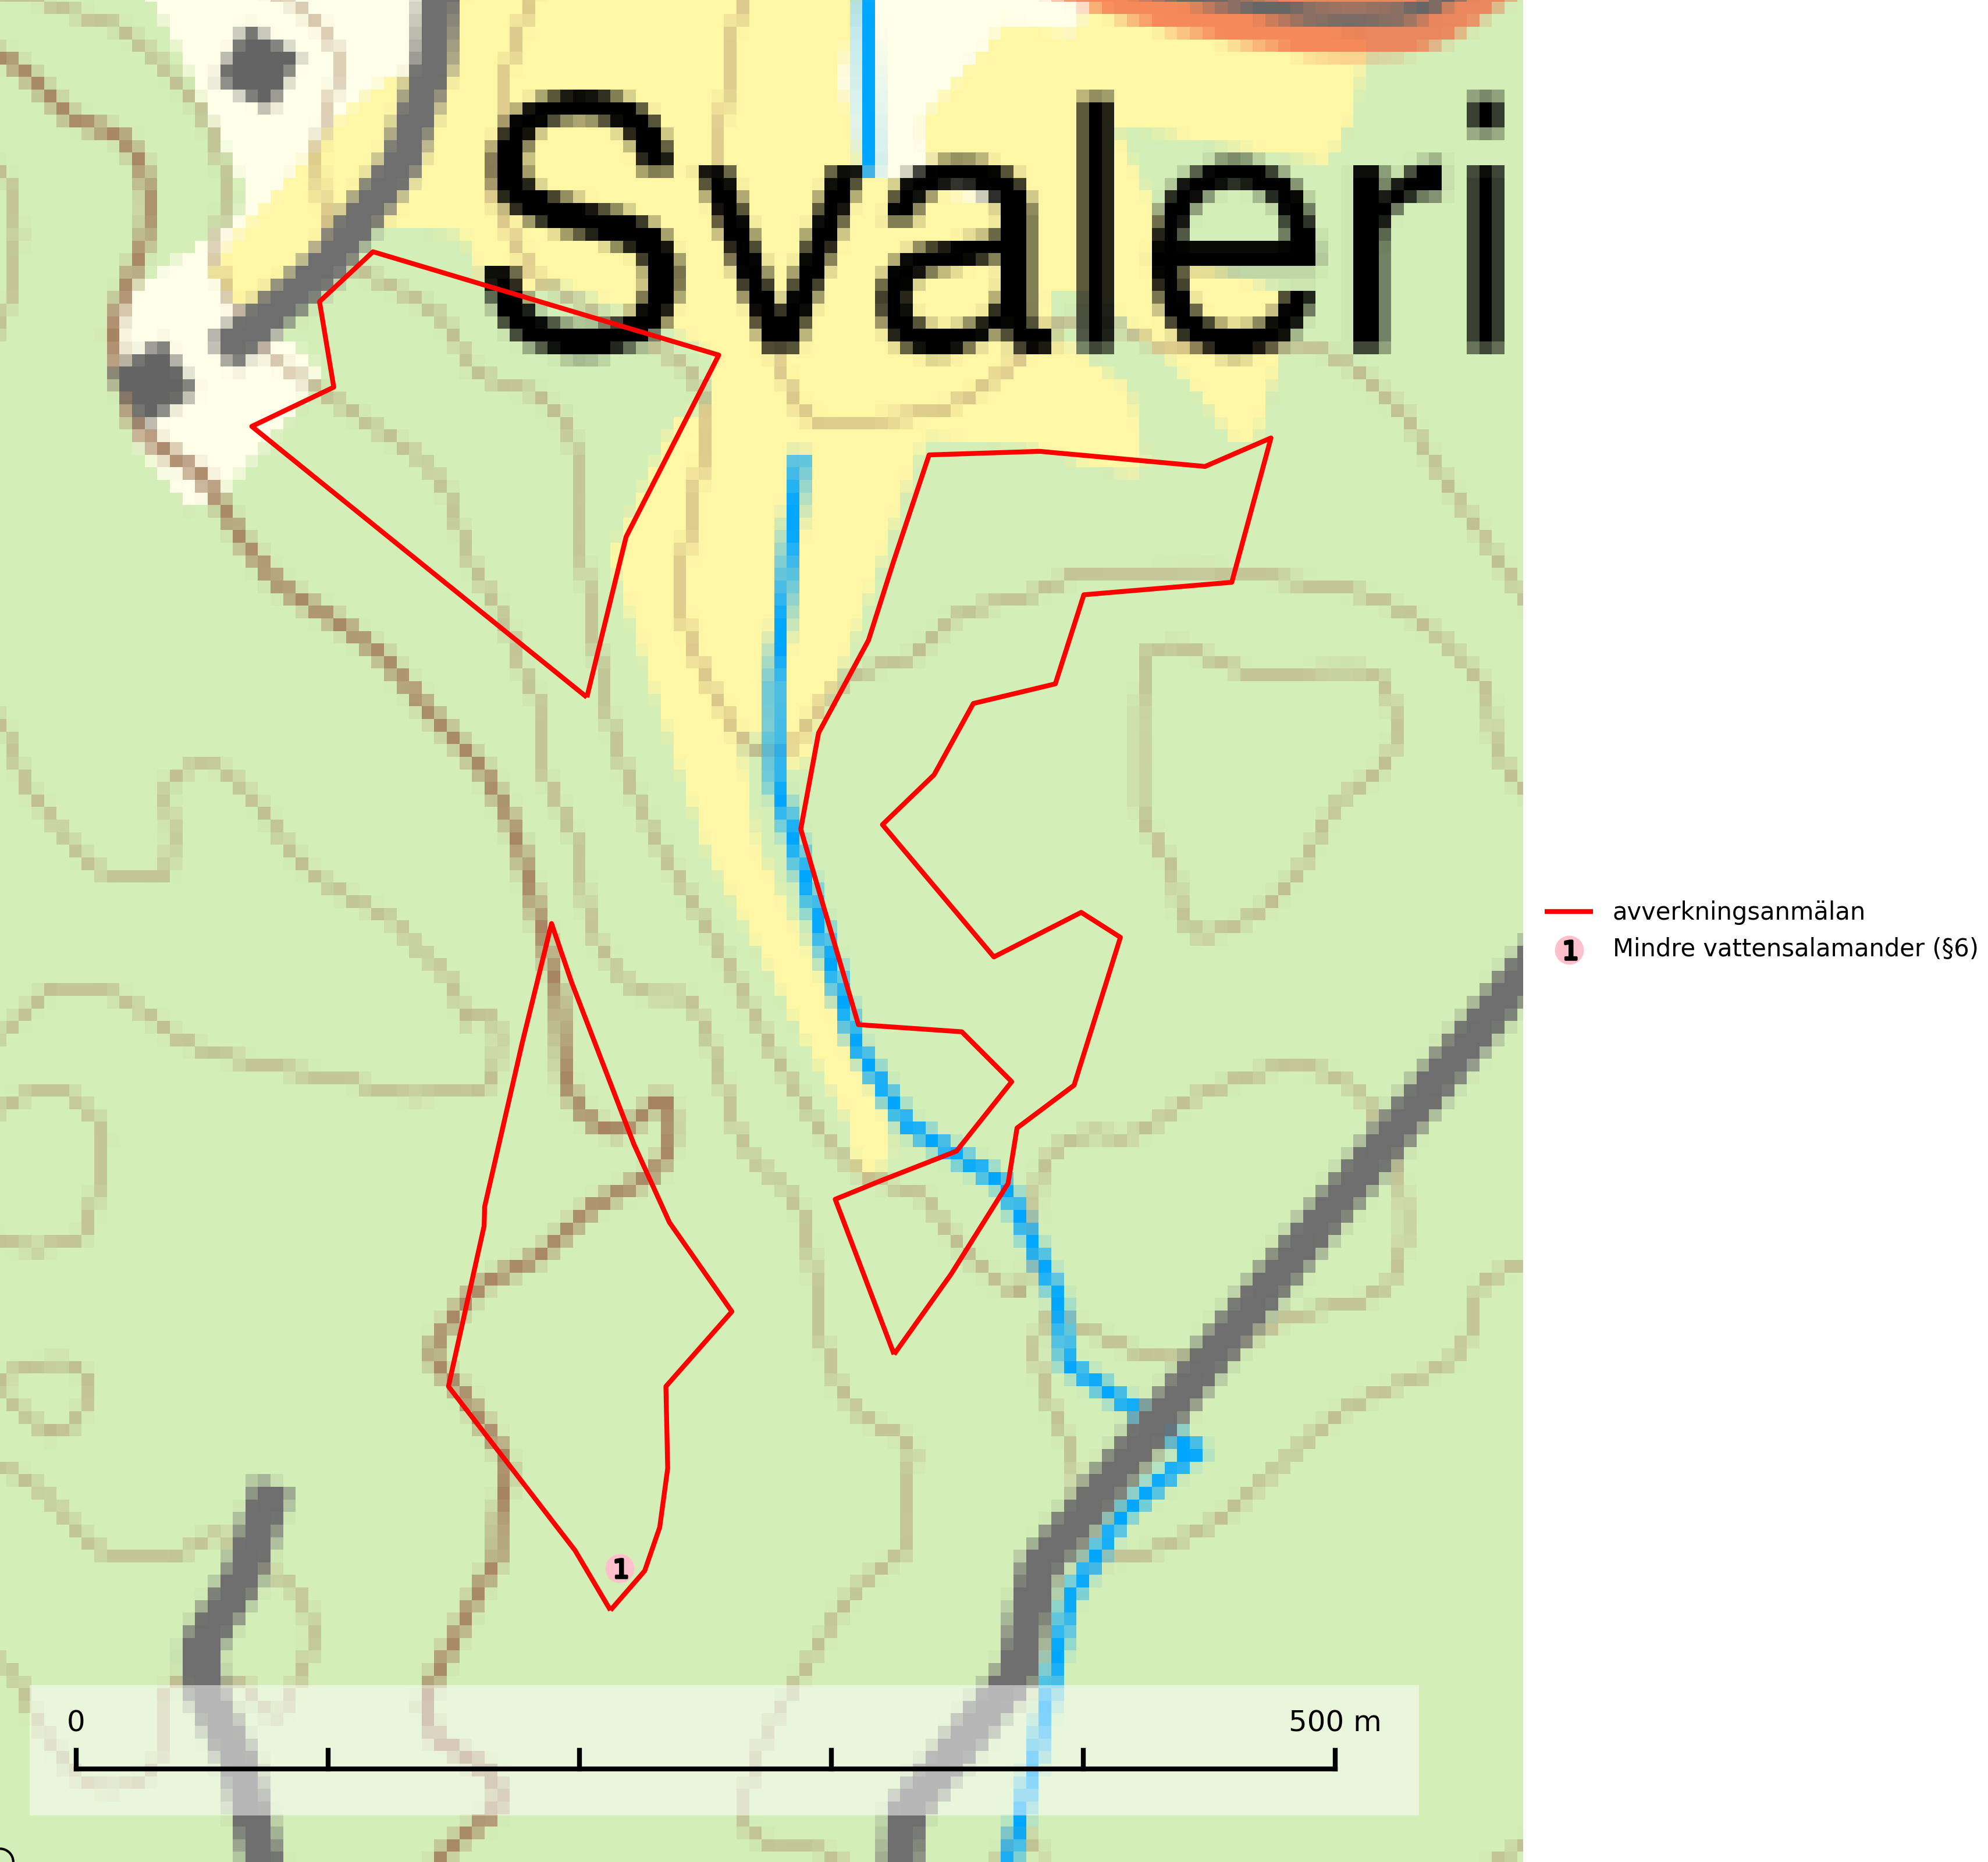 Svaleri
avverkningsanmälan
1 Mindre vattensalamander (§6)
1
0 500 m